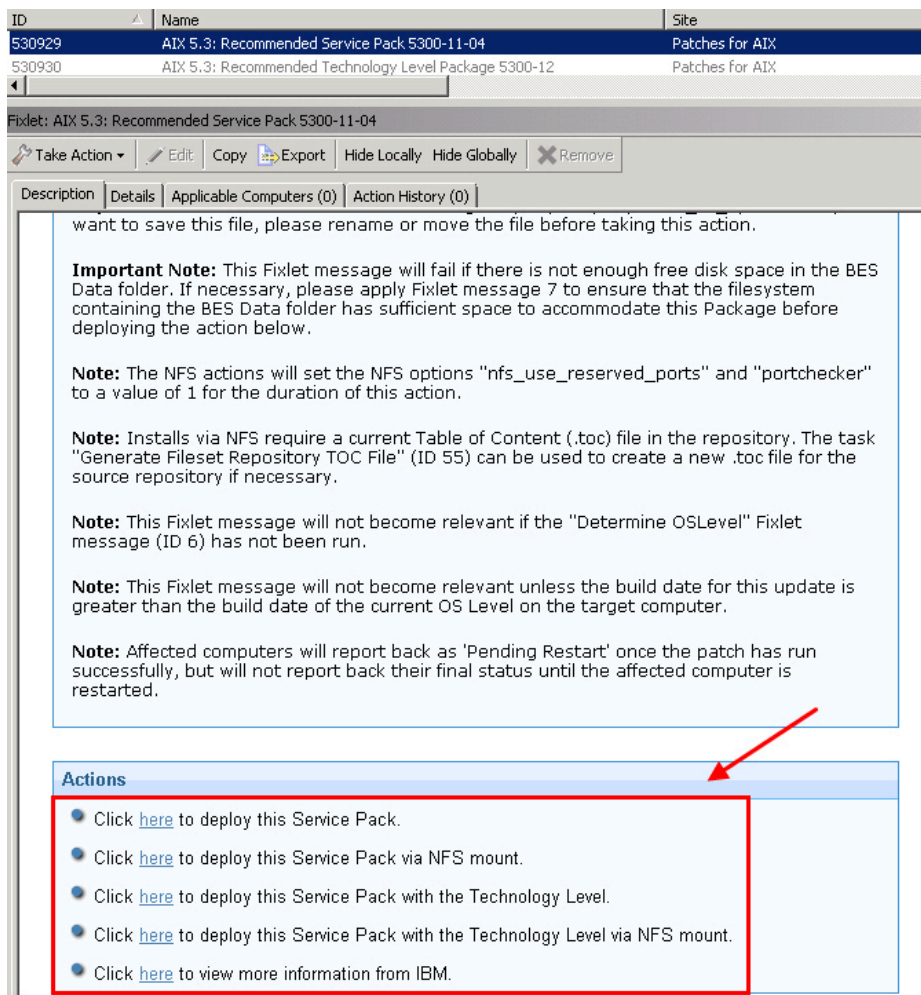 ID Name Site
530929 AIX 5.3: Recommended Service Pack 5300-11-04 Patches for AIX
530930 AIX 5.3: Recommended Technology Level Package 5300-12 Patches for AIX
Fixlet: AIX 5.3: Recommended Service Pack 5300-11-04
Take Action Edit Copy Export Hide Locally Hide Globally Remove
Description Details Applicable Computers (0) Action History (0)
want to save this file, please rename or move the file before taking this action.
Important Note: This Fixlet message will fail if there is not enough free disk space in the BES
Data folder. If necessary, please apply Fixlet message 7 to ensure that the filesystem
containing the BES Data folder has sufficient space to accommodate this Package before
deploying the action below.
Note: The NFS actions will set the NFS options "nfs_use_reserved_ports" and "portchecker"
to a value of 1 for the duration of this action.
Note: Installs via NFS require a current Table of Content (.toc) file in the repository. The task
"Generate Fileset Repository TOC File" (ID 55) can be used to create a new .toc file for the
source repository if necessary.
Note: This Fixlet message will not become relevant if the "Determine OSLevel" Fixlet
message (ID 6) has not been run.
Note: This Fixlet message will not become relevant unless the build date for this update is
greater than the build date of the current OS Level on the target computer.
Note: Affected computers will report back as 'Pending Restart' once the patch has run
successfully, but will not report back their final status until the affected computer is
restarted.
Actions
Click here to deploy this Service Pack.
Click here to deploy this Service Pack via NFS mount.
Click here to deploy this Service Pack with the Technology Level.
Click here to deploy this Service Pack with the Technology Level via NFS mount.
Click here to view more information from IBM.